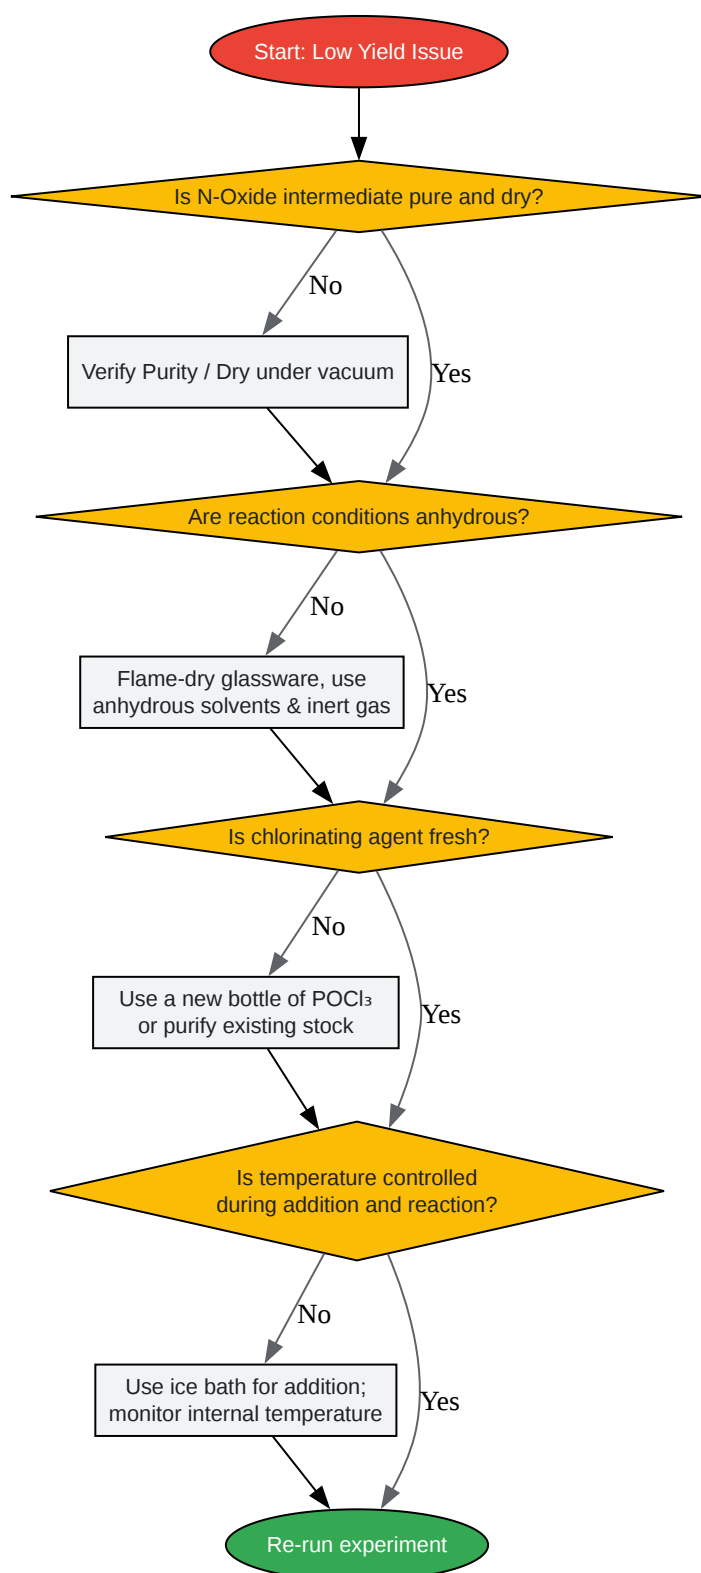 Start: Low Yield Issue
Is N-Oxide intermediate pure and dry?
No
Verify Purity / Dry under vacuum
Yes
Are reaction conditions anhydrous?
No
Flame-dry glassware, use
anhydrous solvents & inert gas
Yes
Is chlorinating agent fresh?
No
Use a new bottle of POCl₃
or purify existing stock
Yes
Is temperature controlled
during addition and reaction?
No
Use ice bath for addition;
monitor internal temperature
Yes
Re-run experiment